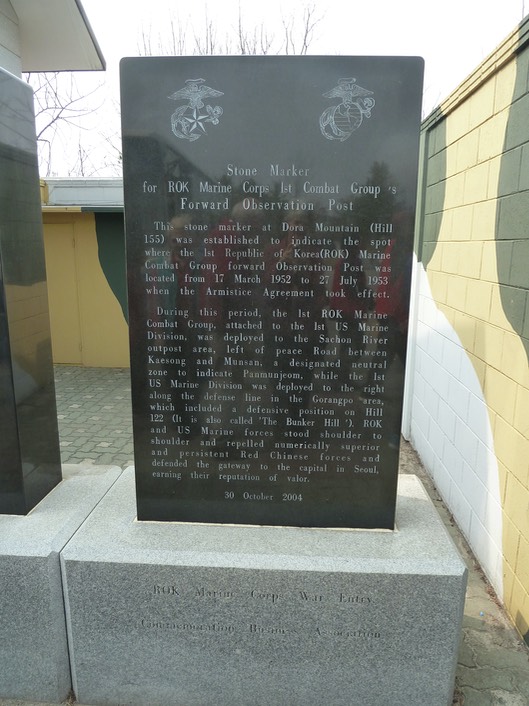 Stone Marker
for ROK Marine Corps 1st Combat Group's
Forward Observation Post
This stone marker at Dora Mountain (Hill
155) was established to indicate the spot
where the 1st Republic of Korea(ROK) Marine
Combat Group forward Observation Post was
located from 17 March 1952 to 27 July 1953
when the Armistice Agreement took effect.
During this period, the 1st ROK Marine
Combat Group, attached to the 1st US Marine
Division, was deployed to the Sachon River
outpost area, left of peace Road between
Kaesong and Munsan, a designated neutral
zone to indicate Panmunjeom, while the 1st
US Marine Division was deployed to the right
along the defense line in the Gorangpo area,
which included a defensive position on Hill
122 (It is also called 'The Bunker Hill'). ROK
and US Marine forces stood shoulder to
shoulder and repelled numerically superior
and persistent Red Chinese forces and
defended the gateway to the capital in Seoul,
earning their reputation of valor.
30 October 2004
ROK Marine Corps War Entry
Commemoration Business Association